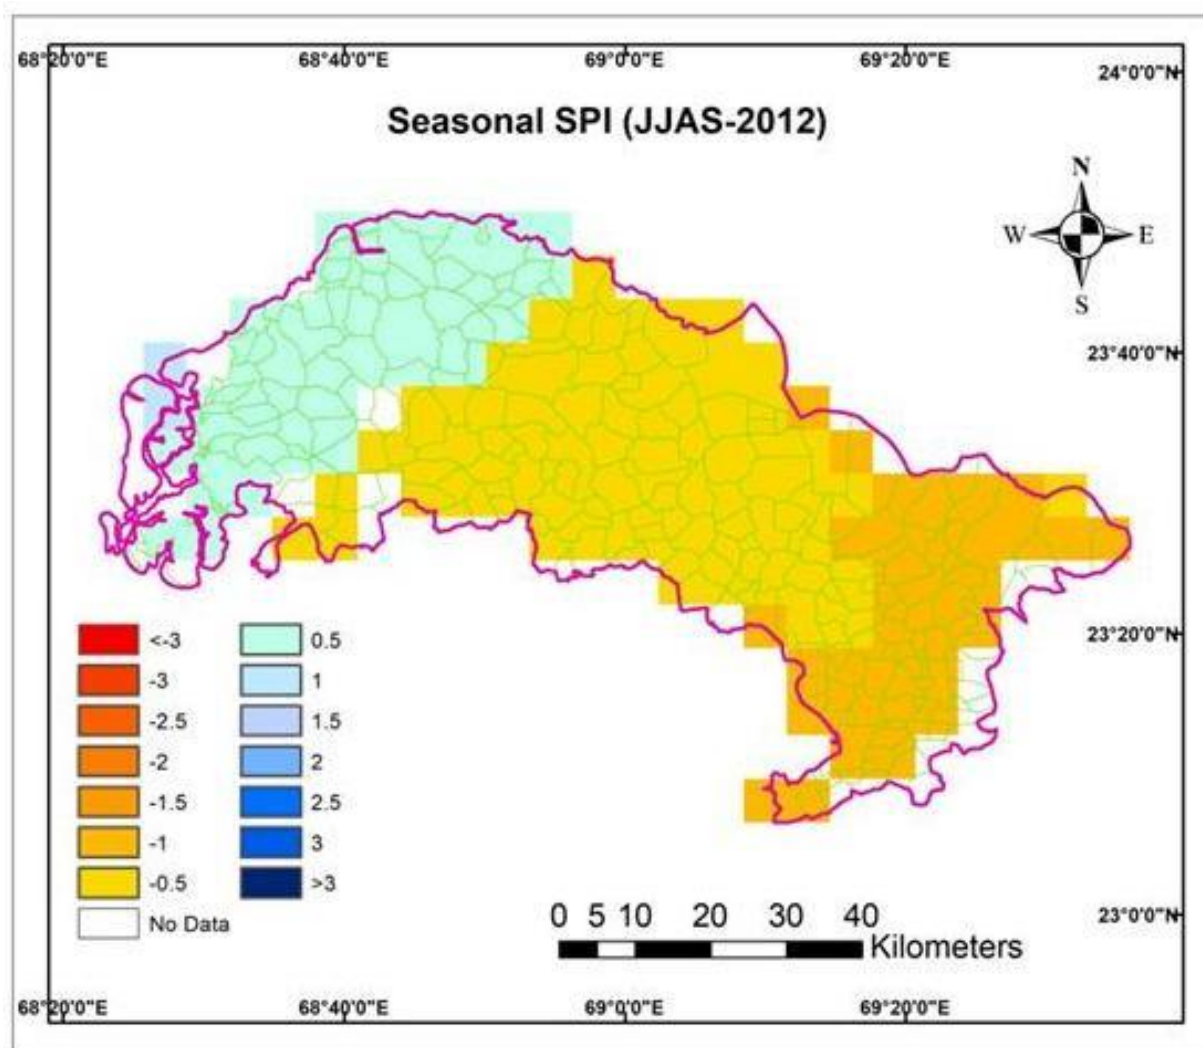 68°20'0"E 68°40'0"E 69°0'0"E 69°20'0"E
24°0'0"N
Seasonal SPI (JJAS-2012)
N
W E
S
23°40'0"N
23°20'0"N
<-3 0.5
-3 1
-2.5 1.5
-2 2
-1.5 2.5
-1 3
-0.5 >3
No Data
0 5 10 20 30 40
Kilometers
23°0'0"N
68°20'0"E 68°40'0"E 69°0'0"E 69°20'0"E